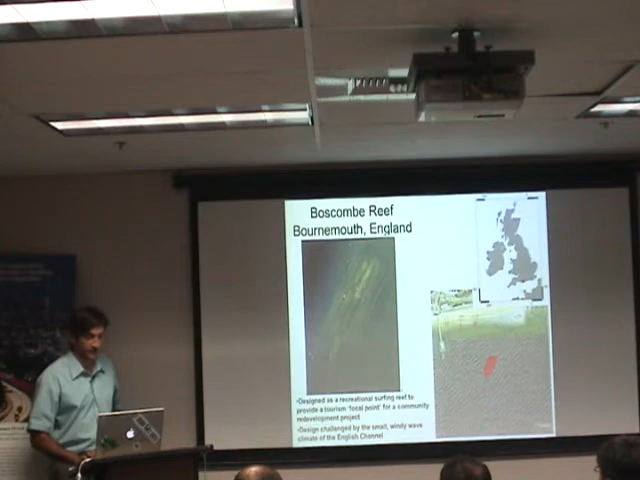 Boscombe Reef
Bournemouth, England
•Designed as a recreational surfing reef to
provide a tourism 'focal point' for a community
redevelopment project
•Design challenged by the small, windy wave
climate of the English Channel